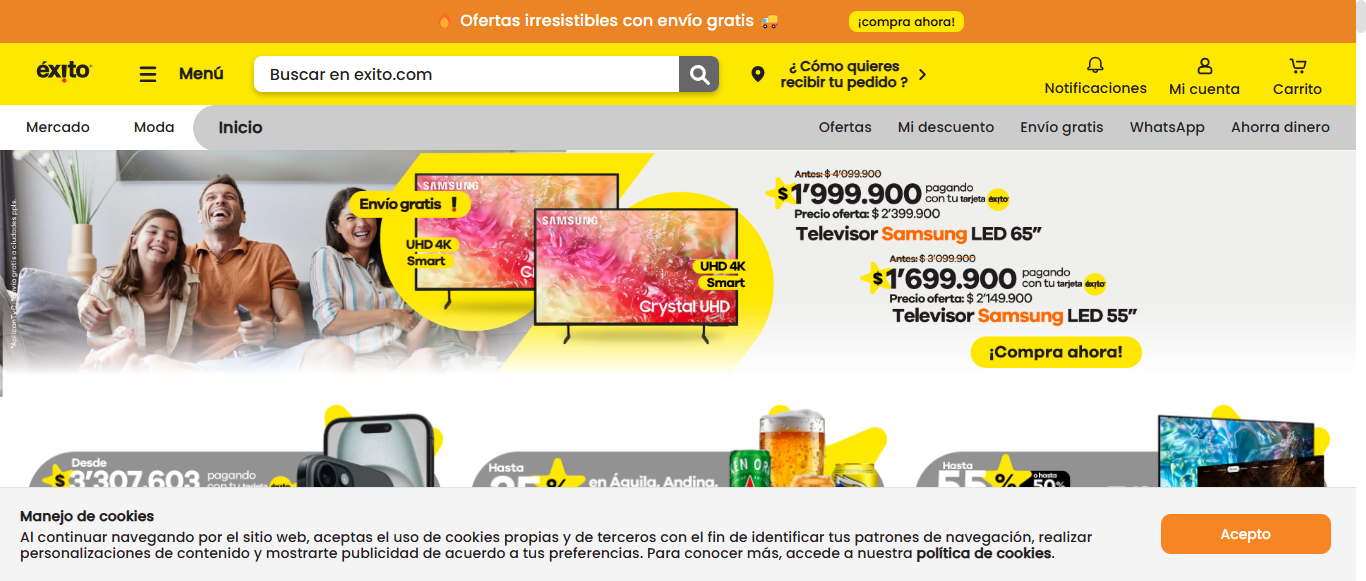 Ofertas irresistibles con envío gratis
¡compra ahora!
éxito
Menú
Buscar en exito.com
¿ Cómo quieres
recibir tu pedido ?
Notificaciones
Mi cuenta
Carrito
Mercado
Moda
Inicio
Ofertas
Mi descuento
Envío gratis
WhatsApp
Ahorra dinero
Envío gratis !
SAMSUNG
UHD 4K
Smart
SAMSUNG
UHD 4K
Smart
Crystal UHD
Antes: $ 4'099.900
$ 1'999.900 pagando
con tu tarjeta éxito
Precio oferta: $ 2'399.900
Televisor Samsung LED 65”
Antes: $ 3'099.900
$ 1'699.900 pagando
con tu tarjeta éxito
Precio oferta: $ 2'149.900
Televisor Samsung LED 55”
¡Compra ahora!
Desde
$ 3'307.603 pagando
con tu tarjeta éxito
Hasta
% en Águila, Andina,
Hasta
55% o hasta
50%
Manejo de cookies
Al continuar navegando por el sitio web, aceptas el uso de cookies propias y de terceros con el fin de identificar tus patrones de navegación, realizar
personalizaciones de contenido y mostrarte publicidad de acuerdo a tus preferencias. Para conocer más, accede a nuestra política de cookies.
Acepto